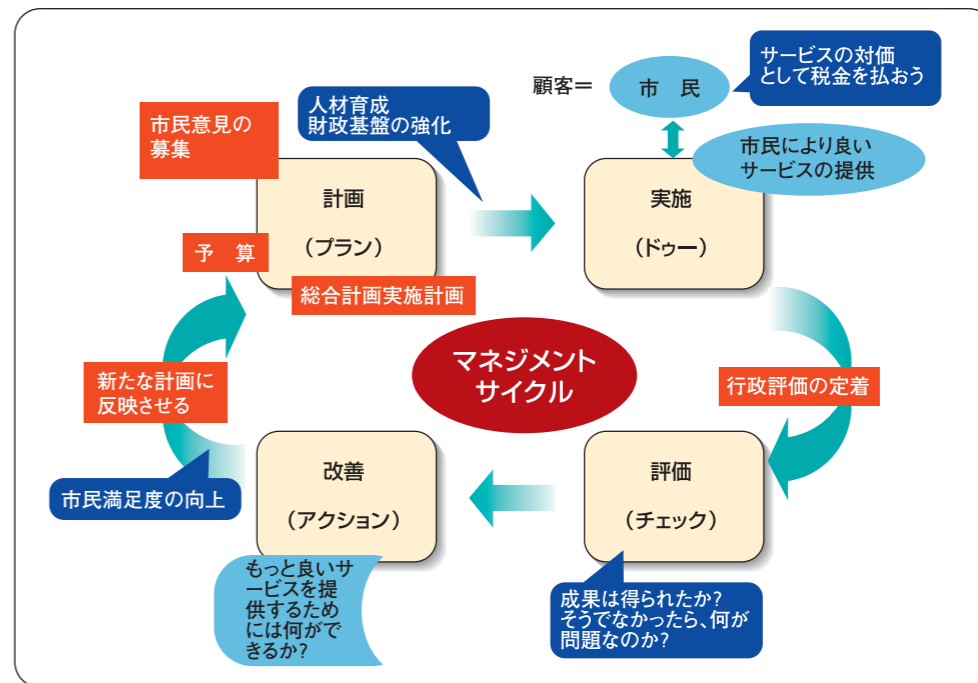 顧客＝
市　民
サービスの対価
として税金を払おう
市民により良い
サービスの提供
人材育成
財政基盤の強化
市民意見の
募集
計画
（プラン）
予　算
総合計画実施計画
実施
（ドゥー）
マネジメント
サイクル
行政評価の定着
新たな計画に
反映させる
市民満足度の向上
改善
（アクション）
もっと良いサ
ービスを提
供するため
には何がで
きるか？
評価
（チェック）
成果は得られたか？
そうでなかったら、何が
問題なのか？